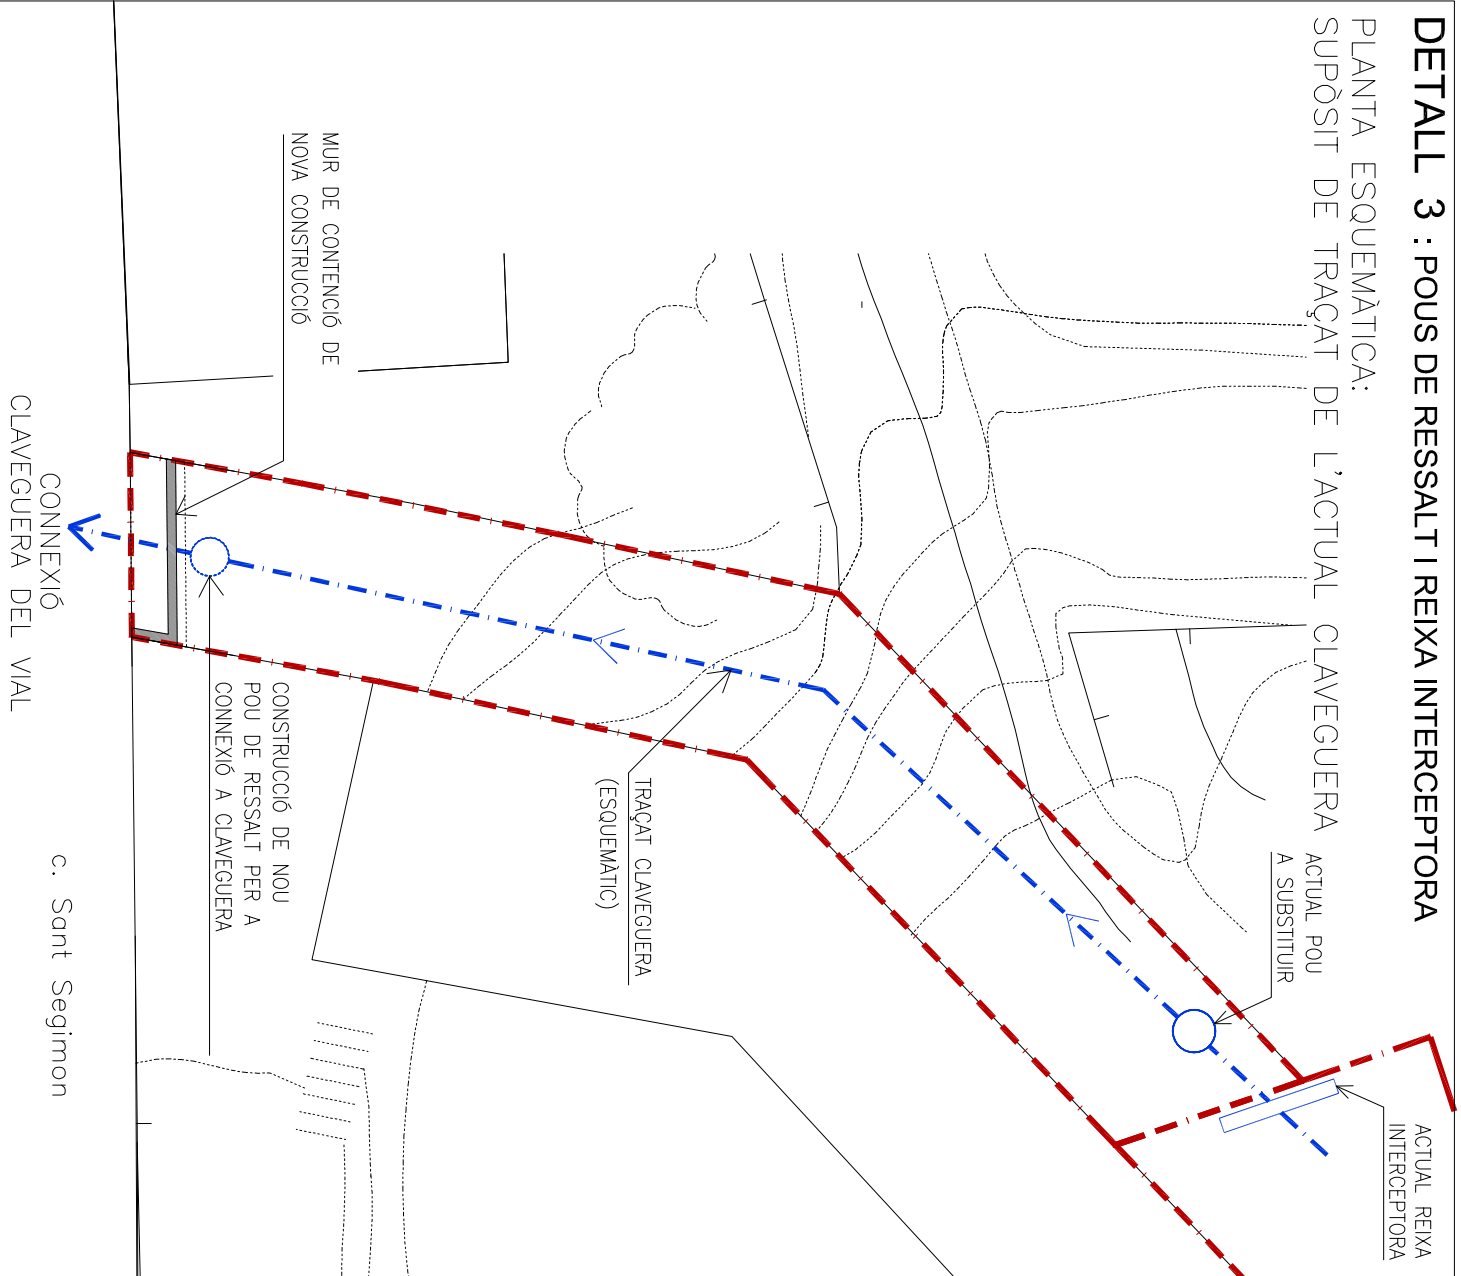 DETALL 3 : POUS DE RESSALT I REIXA INTERCEPTORA
PLANTA ESQUEMÀTICA:
SUPÒSIT DE TRAÇAT DE L'ACTUAL CLAVEGUERA
ACTUAL REIXA
INTERCEPTORA
ACTUAL POU
A SUBSTITUIR
TRAÇAT CLAVEGUERA
(ESQUEMÀTIC)
MUR DE CONTENCIÓ DE
NOVA CONSTRUCCIÓ
CONSTRUCCIÓ DE NOU
POU DE RESSALT PER A
CONNEXIÓ A CLAVEGUERA
CONNEXIÓ
CLAVEGUERA DEL VIAL
c. Sant Segimon